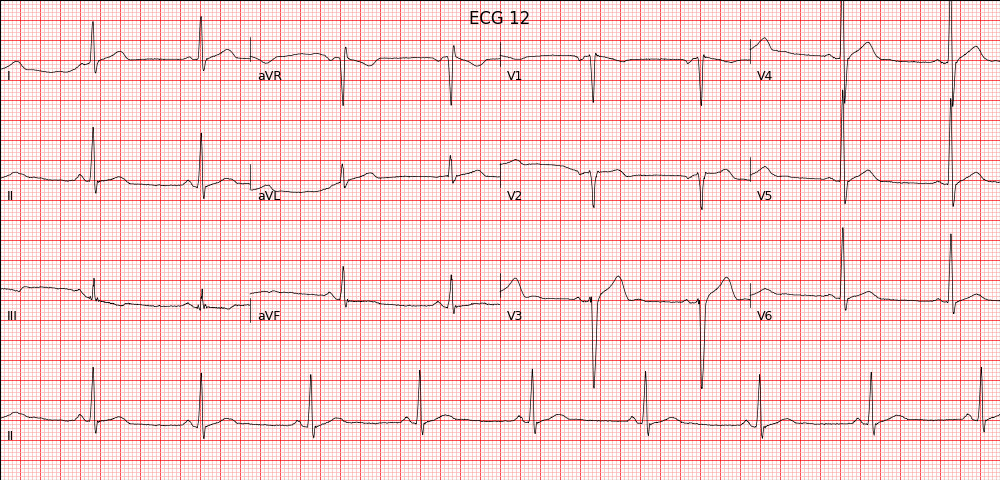 ECG 12
I aVR V1 V4
II aVL V2 V5
III aVF V3 V6
II